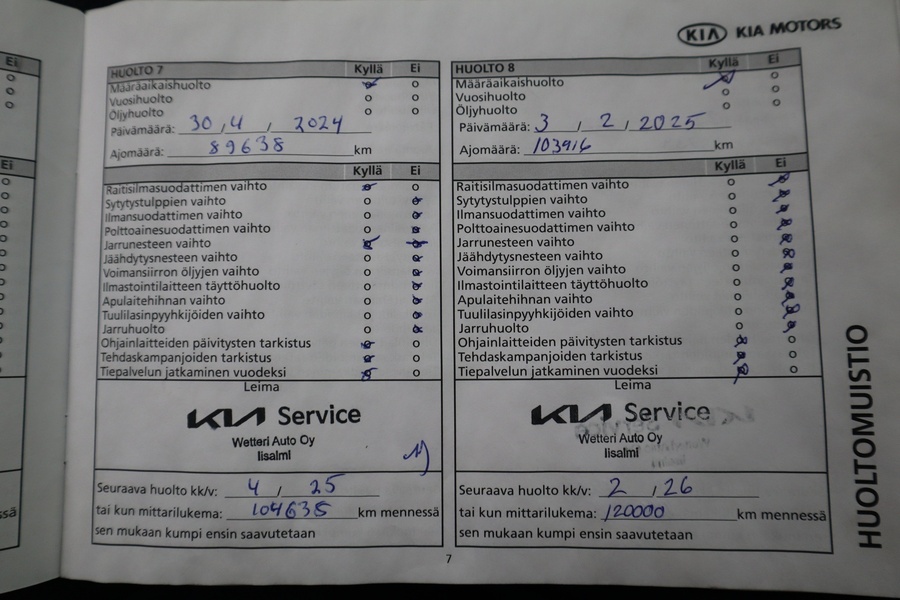 KIA KIA MOTORS
Ei
HUOLTO 7 Kyllä Ei
Määräaikaishuolto
Vuosihuolto
Öljyhuolto
Päivämäärä: 30 / 4 / 2024
Ajomäärä: 89638 km
Kyllä Ei
Raitisilmasuodattimen vaihto
Sytytystulppien vaihto
Ilmansuodattimen vaihto
Polttoainesuodattimen vaihto
Jarrunesteen vaihto
Jäähdytysnesteen vaihto
Voimansiirron öljyjen vaihto
Ilmastointilaitteen täyttöhuolto
Apulaitehihnan vaihto
Tuulilasinpyyhkijöiden vaihto
Jarruhuolto
Ohjainlaitteiden päivitysten tarkistus
Tehdaskampanjoiden tarkistus
Tiepalvelun jatkaminen vuodeksi
Leima
KIA Service
Wetteri Auto Oy
Iisalmi
Seuraava huolto kk/v: 4 / 25
tai kun mittarilukema: 104635 km mennessä
sen mukaan kumpi ensin saavutetaan
HUOLTO 8 Kyllä Ei
Määräaikaishuolto
Vuosihuolto
Öljyhuolto
Päivämäärä: 3 / 2 / 2025
Ajomäärä: 103916 km
Kyllä Ei
Raitisilmasuodattimen vaihto
Sytytystulppien vaihto
Ilmansuodattimen vaihto
Polttoainesuodattimen vaihto
Jarrunesteen vaihto
Jäähdytysnesteen vaihto
Voimansiirron öljyjen vaihto
Ilmastointilaitteen täyttöhuolto
Apulaitehihnan vaihto
Tuulilasinpyyhkijöiden vaihto
Jarruhuolto
Ohjainlaitteiden päivitysten tarkistus
Tehdaskampanjoiden tarkistus
Tiepalvelun jatkaminen vuodeksi
Leima
KIA Service
Wetteri Auto Oy
Iisalmi
Seuraava huolto kk/v: 2 / 26
tai kun mittarilukema: 120000 km mennessä
sen mukaan kumpi ensin saavutetaan
Ei
ssä
7
HUOLTOMUISTIO